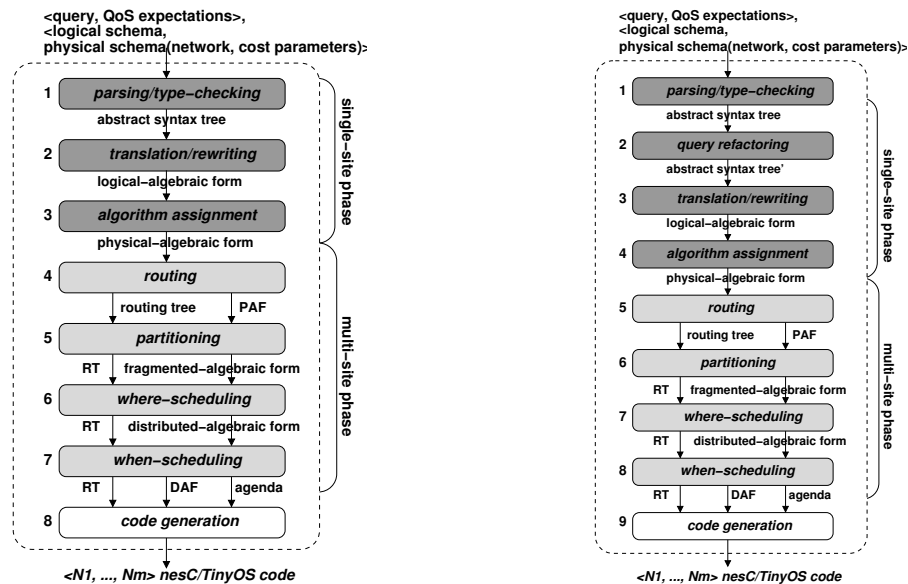 <query, QoS expectations>,
<logical schema,
physical schema(network, cost parameters)>
1 parsing/type−checking
abstract syntax tree
2 translation/rewriting
logical−algebraic form
3 algorithm assignment
physical−algebraic form
4 routing
routing tree PAF
5 partitioning
RT fragmented−algebraic form
6 where−scheduling
RT distributed−algebraic form
7 when−scheduling
RT DAF agenda
8 code generation
<N1, ..., Nm> nesC/TinyOS code
single−site phase
multi−site phase
<query, QoS expectations>,
<logical schema,
physical schema(network, cost parameters)>
1 parsing/type−checking
abstract syntax tree
2 query refactoring
abstract syntax tree'
3 translation/rewriting
logical−algebraic form
4 algorithm assignment
physical−algebraic form
5 routing
routing tree PAF
6 partitioning
RT fragmented−algebraic form
7 where−scheduling
RT distributed−algebraic form
8 when−scheduling
RT DAF agenda
9 code generation
<N1, ..., Nm> nesC/TinyOS code
single−site phase
multi−site phase